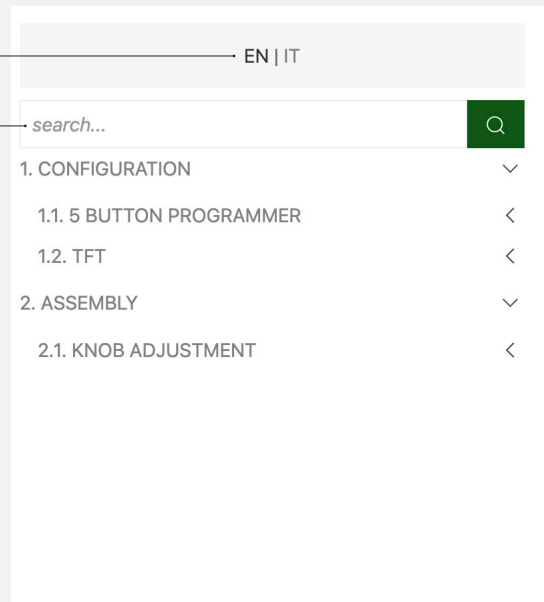 EN | IT
search...
1. CONFIGURATION
1.1. 5 BUTTON PROGRAMMER
1.2. TFT
2. ASSEMBLY
2.1. KNOB ADJUSTMENT